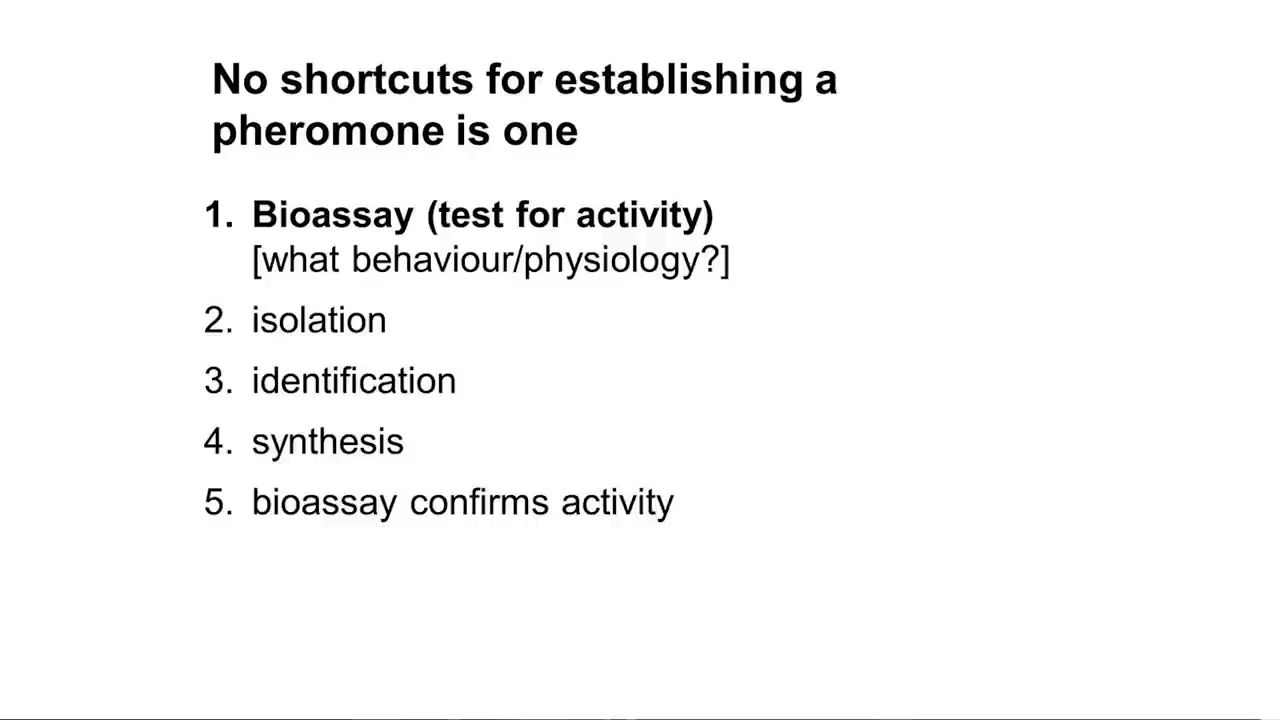 No shortcuts for establishing a
pheromone is one
1. Bioassay (test for activity)
[what behaviour/physiology?]
2. isolation
3. identification
4. synthesis
5. bioassay confirms activity